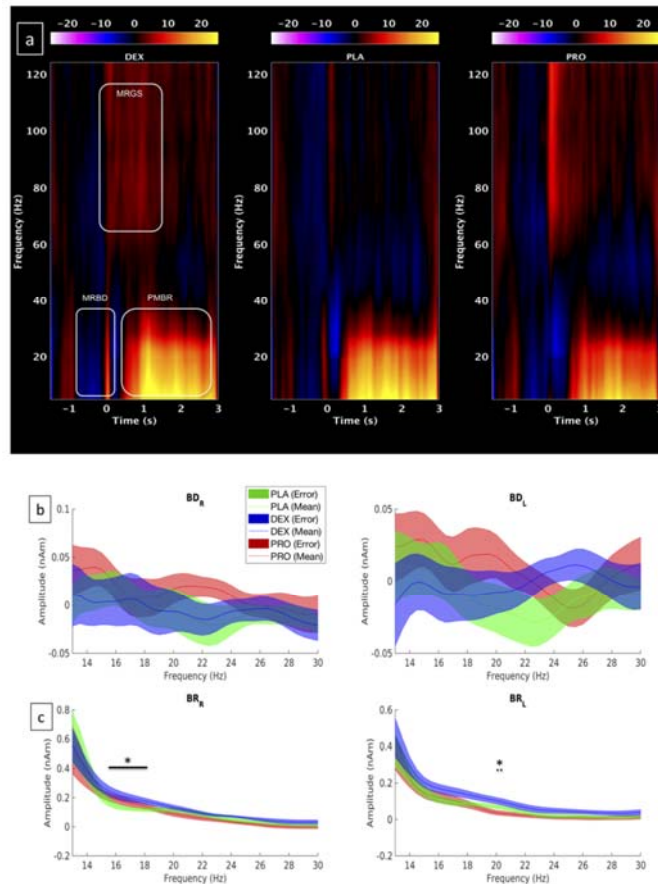 a
−20 −10 0 10 20
−20 −10 0 10 20
−20 −10 0 10 20
DEX
PLA
PRO
MRGS
MRBD
PMBR
Frequency (Hz)
120
100
80
60
40
20
−1 0 1 2 3
Time (s)
Frequency (Hz)
120
100
80
60
40
20
−1 0 1 2 3
Time (s)
Frequency (Hz)
120
100
80
60
40
20
−1 0 1 2 3
Time (s)
b
BD_R
Amplitude (nAm)
0.1
0.05
0
-0.05
14 16 18 20 22 24 26 28 30
Frequency (Hz)
PLA (Error)
PLA (Mean)
DEX (Error)
DEX (Mean)
PRO (Error)
PRO (Mean)
BD_L
Amplitude (nAm)
0.05
0
-0.05
14 16 18 20 22 24 26 28 30
Frequency (Hz)
c
BR_R
Amplitude (nAm)
0.8
0.6
0.4
0.2
0
-0.2
*
14 16 18 20 22 24 26 28 30
Frequency (Hz)
BR_L
Amplitude (nAm)
0.6
0.4
0.2
0
-0.2
*
14 16 18 20 22 24 26 28 30
Frequency (Hz)